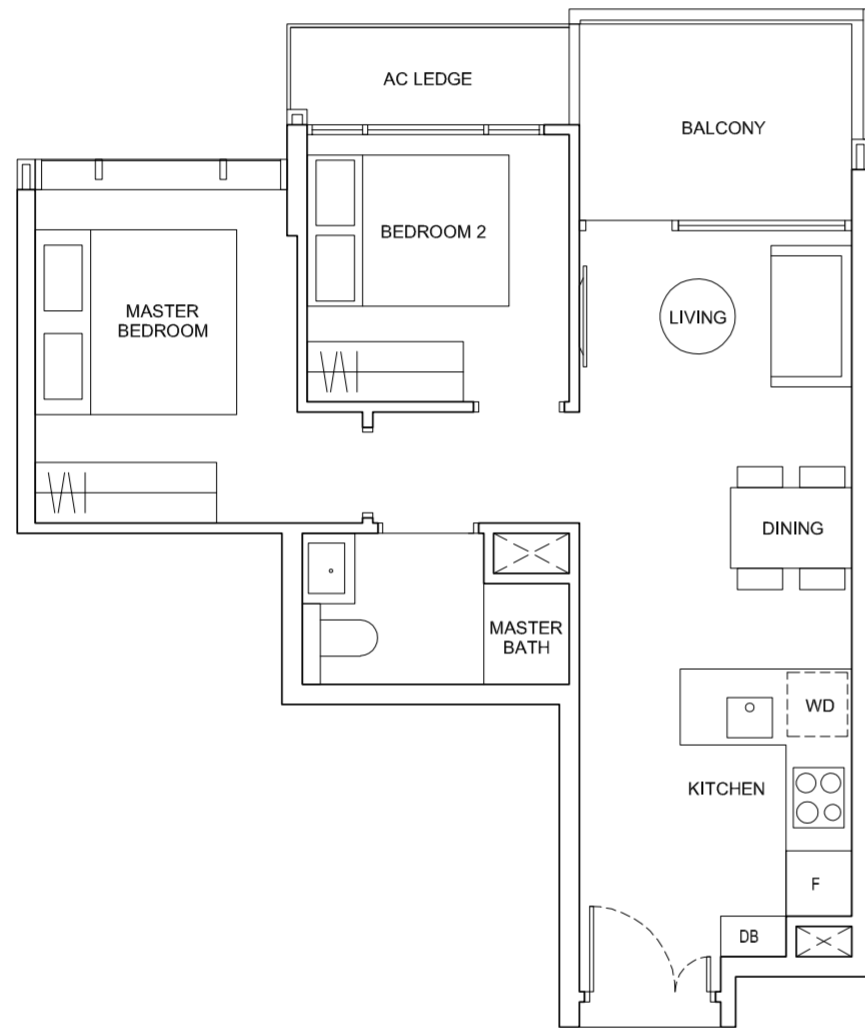 AC LEDGE
BALCONY
BEDROOM 2
MASTER
BEDROOM
LIVING
DINING
MASTER
BATH
WD
KITCHEN
F
DB